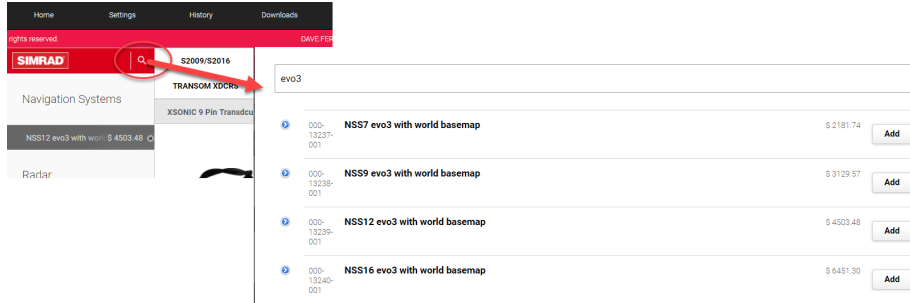 Home Settings History Downloads
rights reserved. DAVE.FER
SIMRAD
S2009/S2016
TRANSOM XDCRS
Navigation Systems
XSONIC 9 Pin Transdcu
NSS12 evo3 with worl $ 4503.48
Radar
evo3
000-
13237-
001
NSS7 evo3 with world basemap $ 2181.74 Add
000-
13238-
001
NSS9 evo3 with world basemap $ 3129.57 Add
000-
13239-
001
NSS12 evo3 with world basemap $ 4503.48 Add
000-
13240-
001
NSS16 evo3 with world basemap $ 6451.30 Add